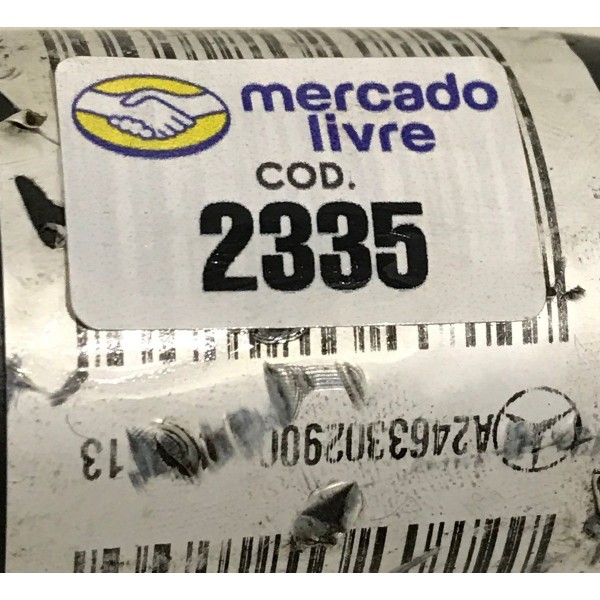 mercado
livre
COD.
2335
A2463302900
13